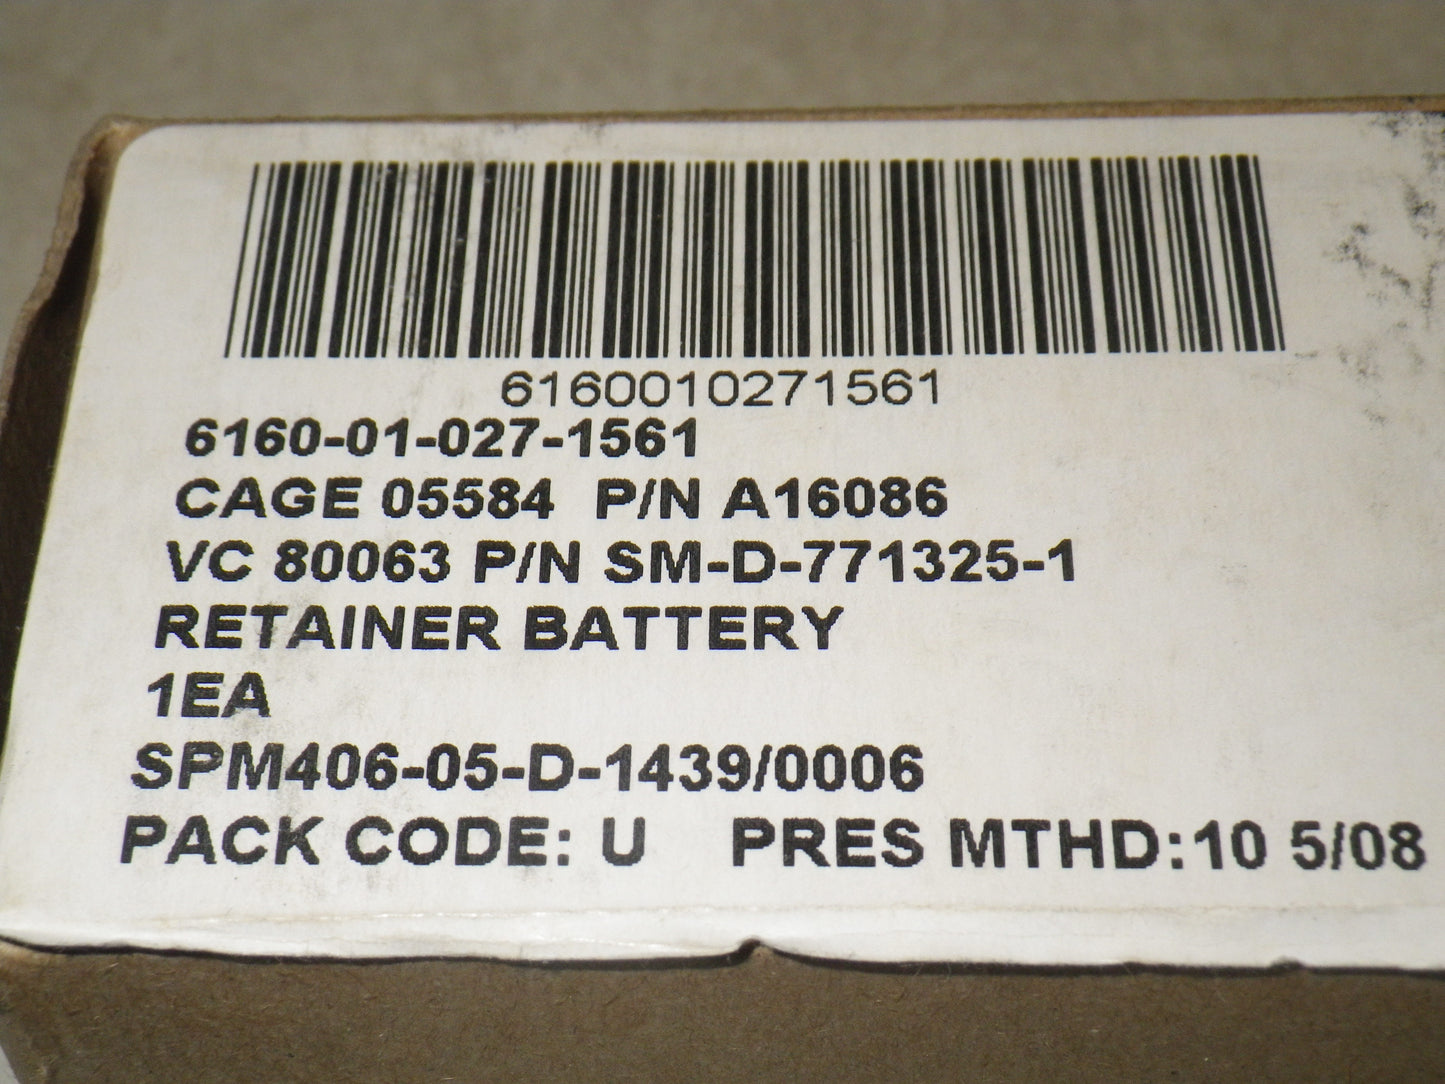 6160010271561
6160-01-027-1561
CAGE 05584 P/N A16086
VC 80063 P/N SM-D-771325-1
RETAINER BATTERY
1EA
SPM406-05-D-1439/0006
PACK CODE: U PRES MTHD:10 5/08